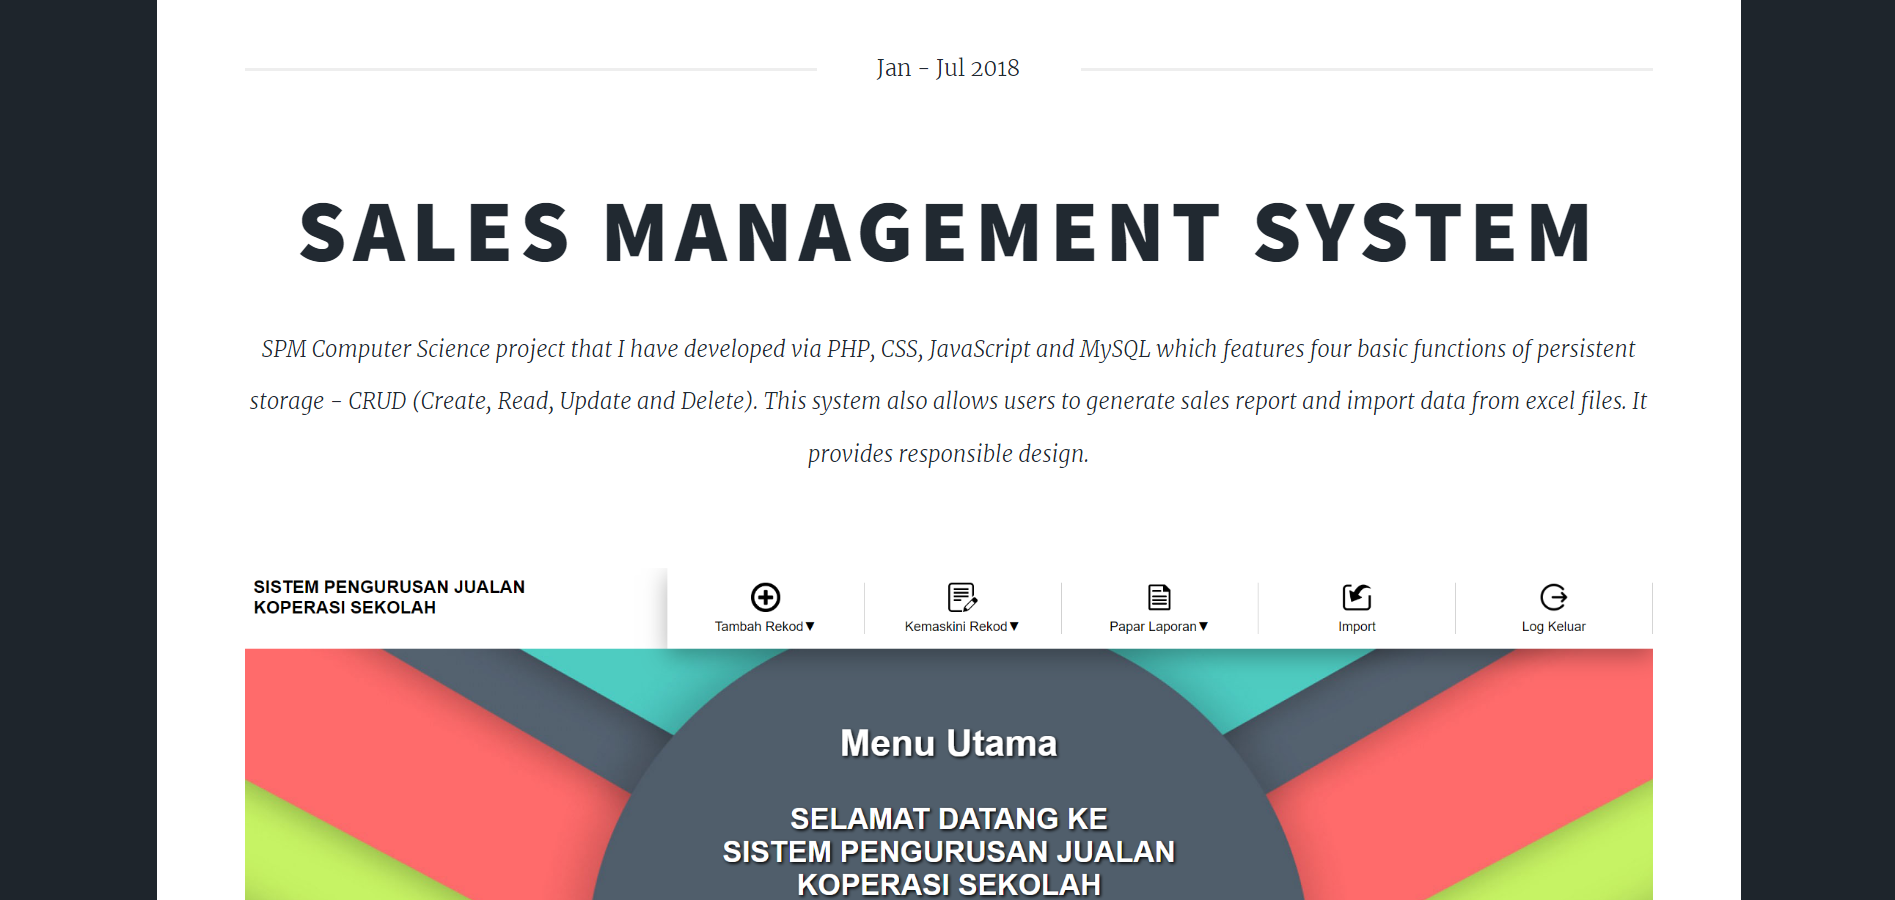 Jan - Jul 2018
SALES MANAGEMENT SYSTEM
SPM Computer Science project that I have developed via PHP, CSS, JavaScript and MySQL which features four basic functions of persistent
storage - CRUD (Create, Read, Update and Delete). This system also allows users to generate sales report and import data from excel files. It
provides responsible design.
SISTEM PENGURUSAN JUALAN
KOPERASI SEKOLAH
Tambah Rekod▼
Kemaskini Rekod▼
Papar Laporan▼
Import
Log Keluar
Menu Utama
SELAMAT DATANG KE
SISTEM PENGURUSAN JUALAN
KOPERASI SEKOLAH